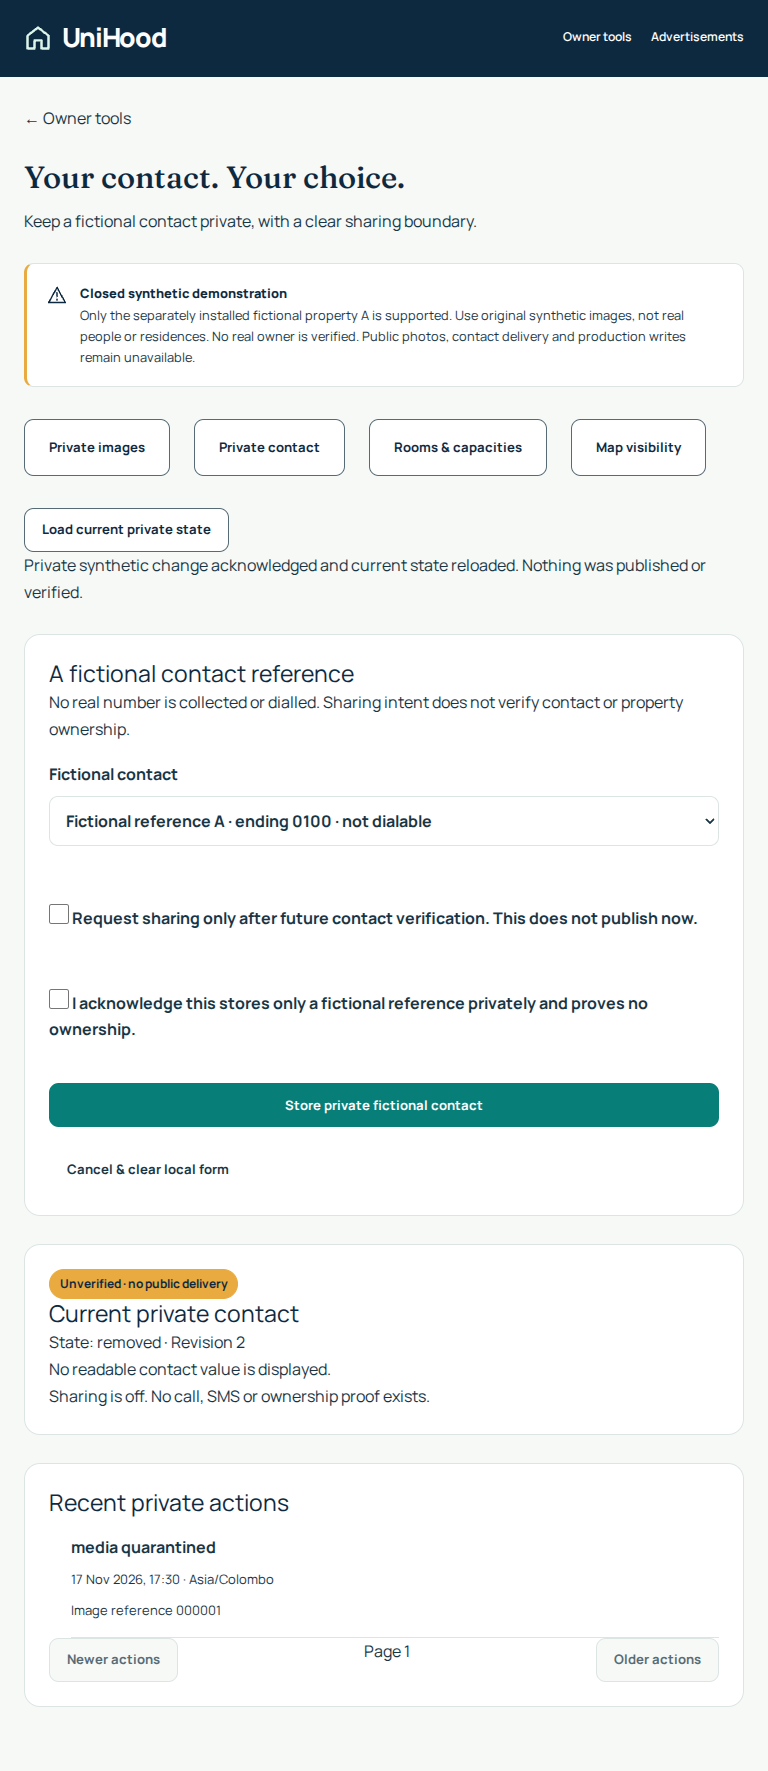 UniHood
Owner tools
Advertisements
← Owner tools
Your contact. Your choice.
Keep a fictional contact private, with a clear sharing boundary.
Closed synthetic demonstration
Only the separately installed fictional property A is supported. Use original synthetic images, not real
people or residences. No real owner is verified. Public photos, contact delivery and production writes
remain unavailable.
Private images
Private contact
Rooms & capacities
Map visibility
Load current private state
Private synthetic change acknowledged and current state reloaded. Nothing was published or
verified.
A fictional contact reference
No real number is collected or dialled. Sharing intent does not verify contact or property
ownership.
Fictional contact
Fictional reference A · ending 0100 · not dialable
Request sharing only after future contact verification. This does not publish now.
I acknowledge this stores only a fictional reference privately and proves no
ownership.
Store private fictional contact
Cancel & clear local form
Unverified · no public delivery
Current private contact
State: removed · Revision 2
No readable contact value is displayed.
Sharing is off. No call, SMS or ownership proof exists.
Recent private actions
media quarantined
17 Nov 2026, 17:30 · Asia/Colombo
Image reference 000001
Newer actions
Page 1
Older actions